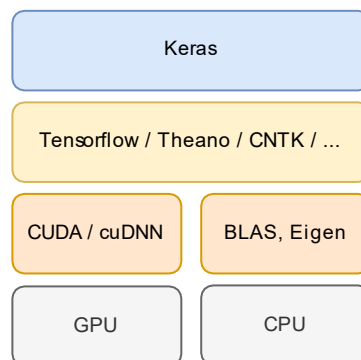 Keras
Tensorflow / Theano / CNTK / ...
CUDA / cuDNN
BLAS, Eigen
GPU
CPU